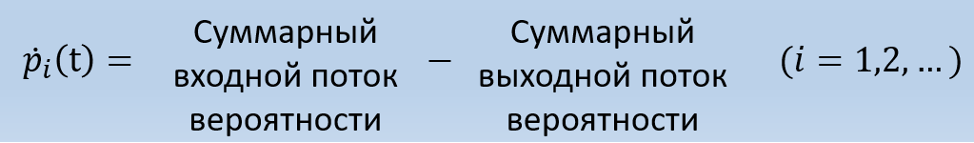 ṗᵢ(t) = Суммарный входной поток вероятности − Суммарный выходной поток вероятности (i = 1,2, …)